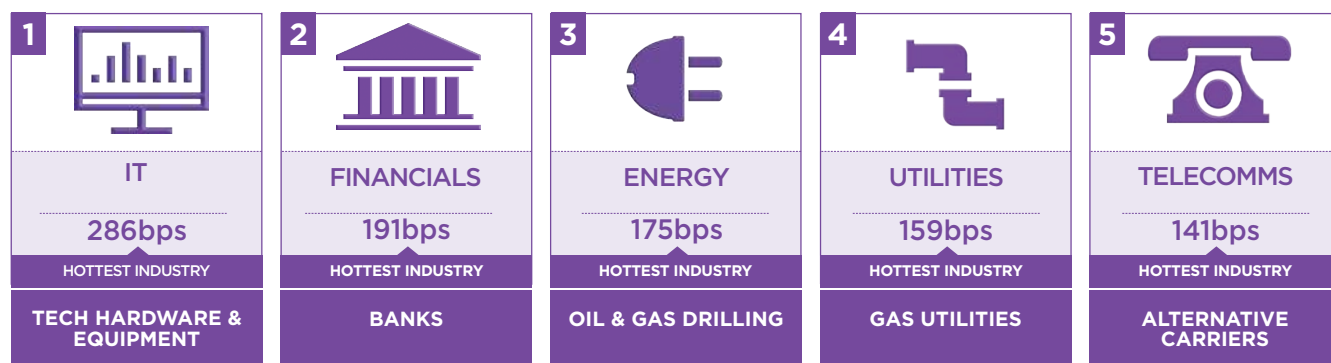 1
IT
286bps
HOTTEST INDUSTRY
TECH HARDWARE &
EQUIPMENT
2
FINANCIALS
191bps
HOTTEST INDUSTRY
BANKS
3
ENERGY
175bps
HOTTEST INDUSTRY
OIL & GAS DRILLING
4
UTILITIES
159bps
HOTTEST INDUSTRY
GAS UTILITIES
5
TELECOMMS
141bps
HOTTEST INDUSTRY
ALTERNATIVE
CARRIERS